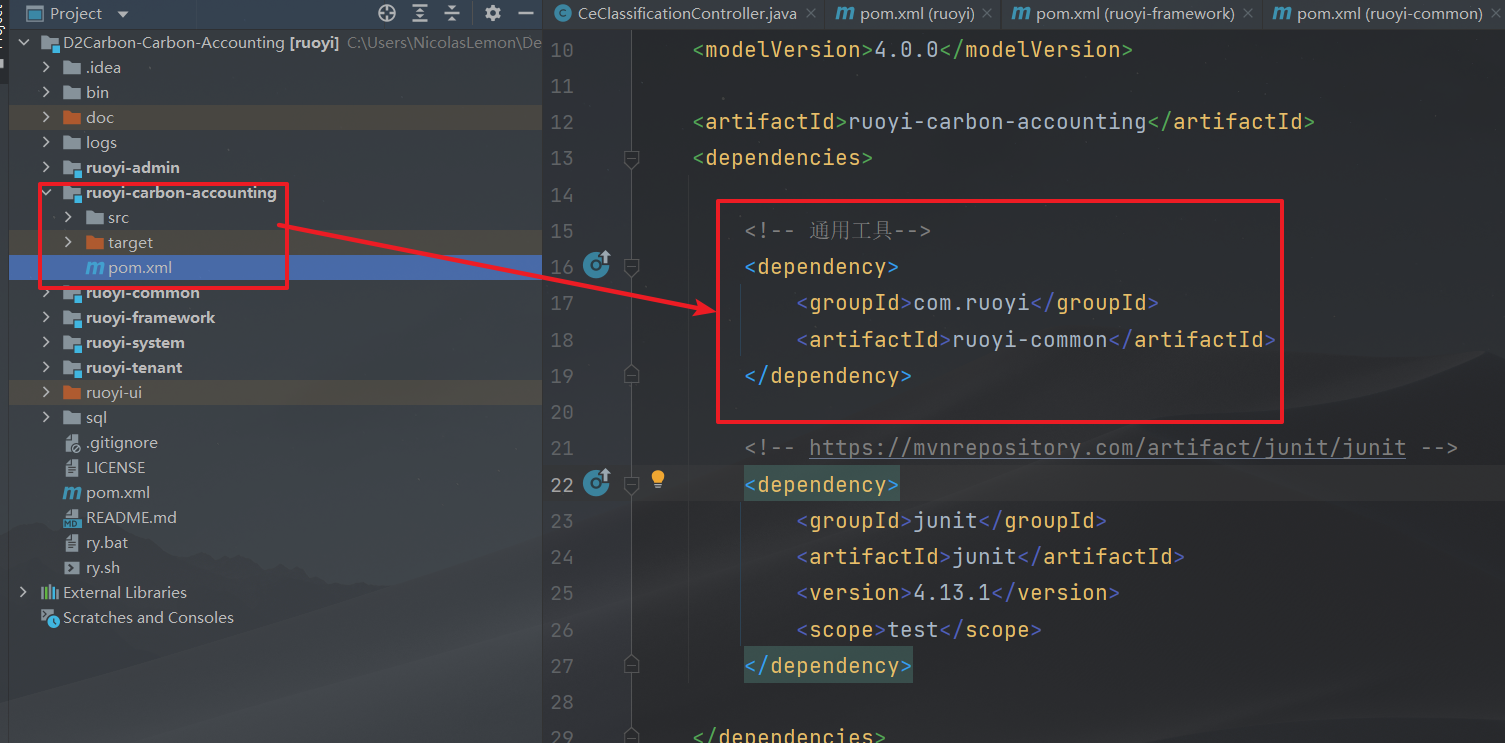 Project
CeClassificationController.java
pom.xml (ruoyi)
pom.xml (ruoyi-framework)
pom.xml (ruoyi-common)
D2Carbon-Carbon-Accounting [ruoyi] C:\Users\NicolasLemon\De
.idea
bin
doc
logs
ruoyi-admin
ruoyi-carbon-accounting
src
target
pom.xml
ruoyi-common
ruoyi-framework
ruoyi-system
ruoyi-tenant
ruoyi-ui
sql
.gitignore
LICENSE
pom.xml
README.md
ry.bat
ry.sh
External Libraries
Scratches and Consoles
10 <modelVersion>4.0.0</modelVersion>
11
12 <artifactId>ruoyi-carbon-accounting</artifactId>
13 <dependencies>
14
15 <!-- 通用工具-->
16 <dependency>
17 <groupId>com.ruoyi</groupId>
18 <artifactId>ruoyi-common</artifactId>
19 </dependency>
20
21 <!-- https://mvnrepository.com/artifact/junit/junit -->
22 <dependency>
23 <groupId>junit</groupId>
24 <artifactId>junit</artifactId>
25 <version>4.13.1</version>
26 <scope>test</scope>
27 </dependency>
28
29 </dependencies>